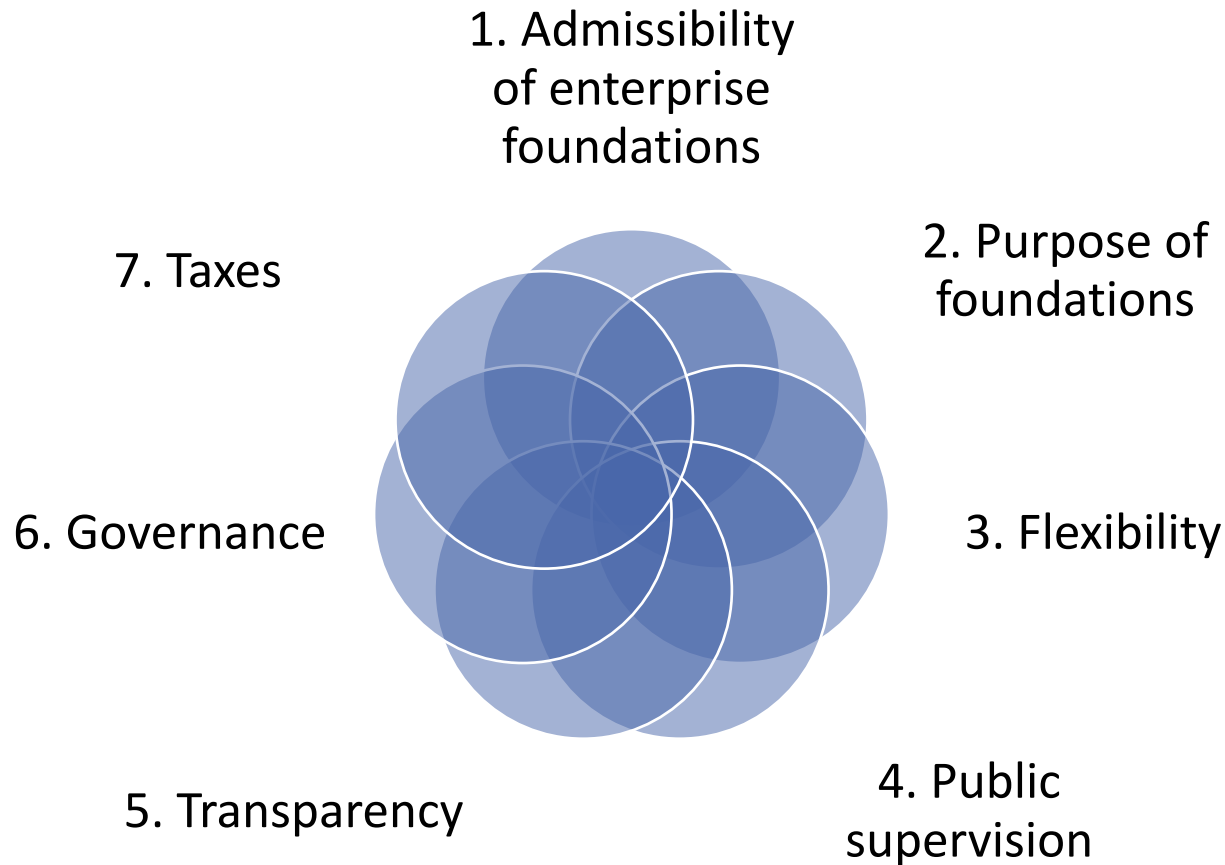 1. Admissibility
of enterprise
foundations
2. Purpose of
foundations
3. Flexibility
4. Public
supervision
5. Transparency
6. Governance
7. Taxes